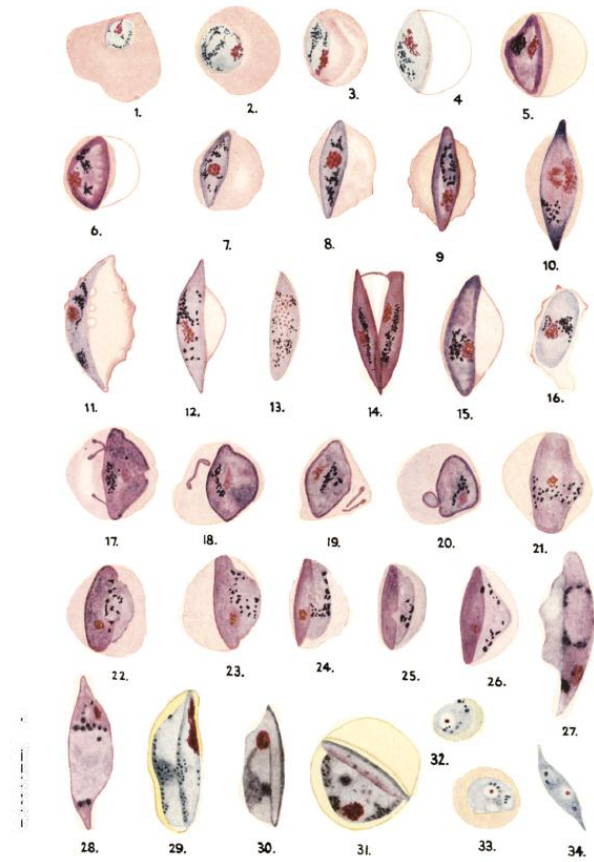 1. 2. 3. 4 5.
6. 7. 8. 9 10.
11. 12. 13. 14. 15. 16.
17. 18. 19. 20. 21.
22. 23. 24. 25. 26. 27.
28. 29. 30. 31. 32. 33. 34.